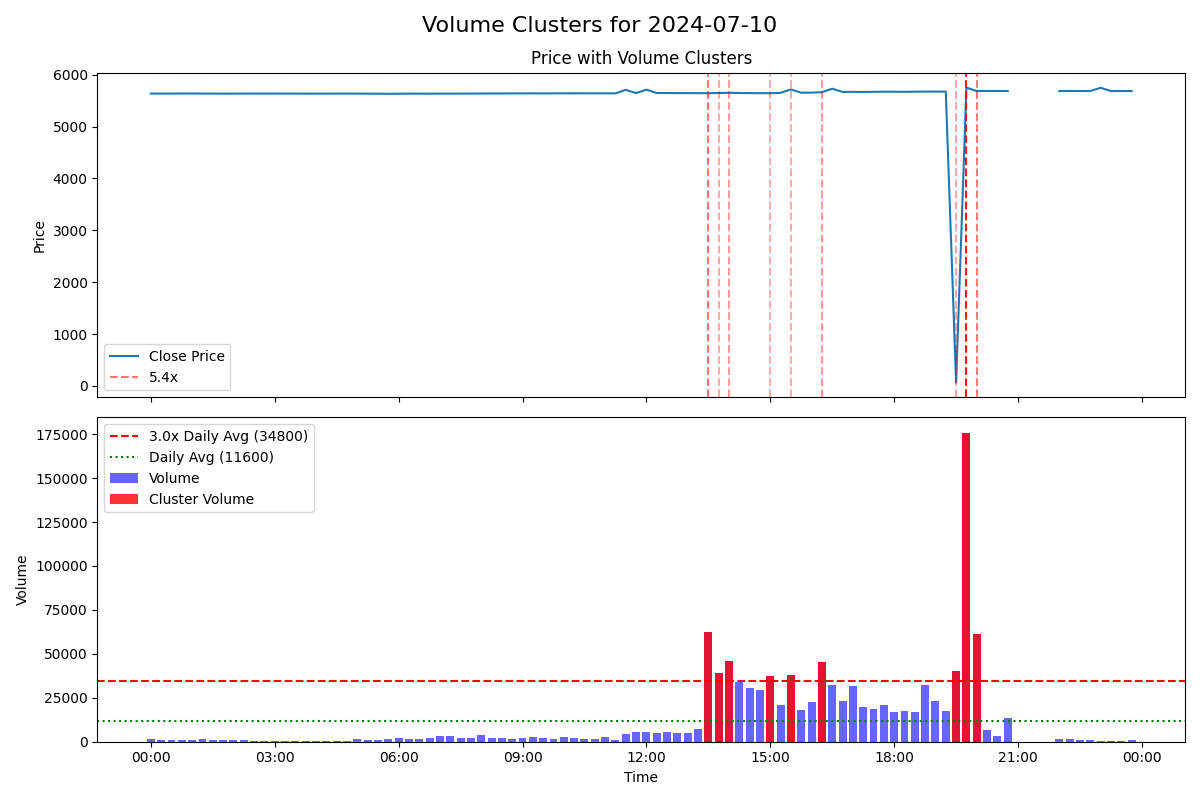 Volume Clusters for 2024-07-10
Price with Volume Clusters
6000
5000
4000
3000
2000
1000
0
Price
Close Price
5.4x
175000
150000
125000
100000
75000
50000
25000
0
Volume
3.0x Daily Avg (34800)
Daily Avg (11600)
Volume
Cluster Volume
00:00 03:00 06:00 09:00 12:00 15:00 18:00 21:00 00:00
Time